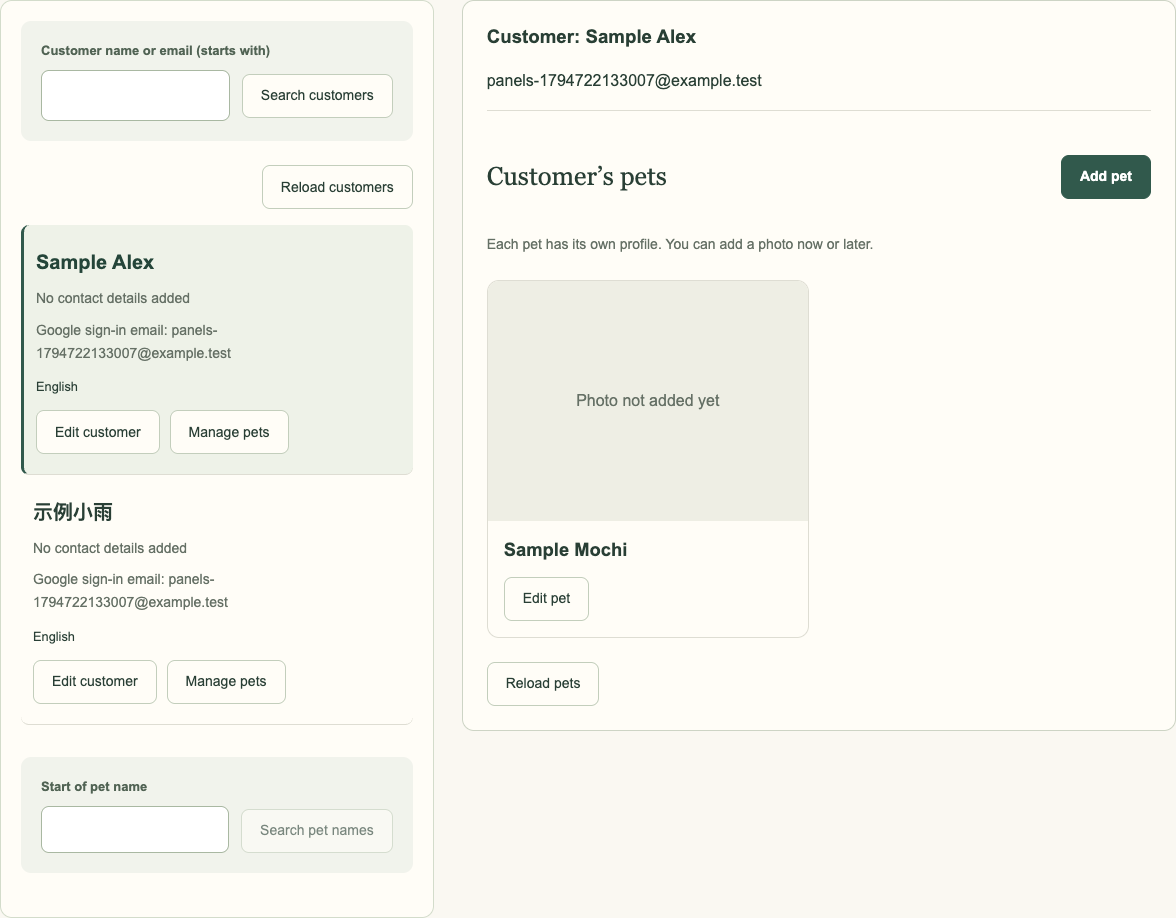 Customer name or email (starts with)
Search customers
Reload customers
Sample Alex
No contact details added
Google sign-in email: panels-
1794722133007@example.test
English
Edit customer
Manage pets
示例小雨
No contact details added
Google sign-in email: panels-
1794722133007@example.test
English
Edit customer
Manage pets
Start of pet name
Search pet names
Customer: Sample Alex
panels-1794722133007@example.test
Customer’s pets
Add pet
Each pet has its own profile. You can add a photo now or later.
Photo not added yet
Sample Mochi
Edit pet
Reload pets